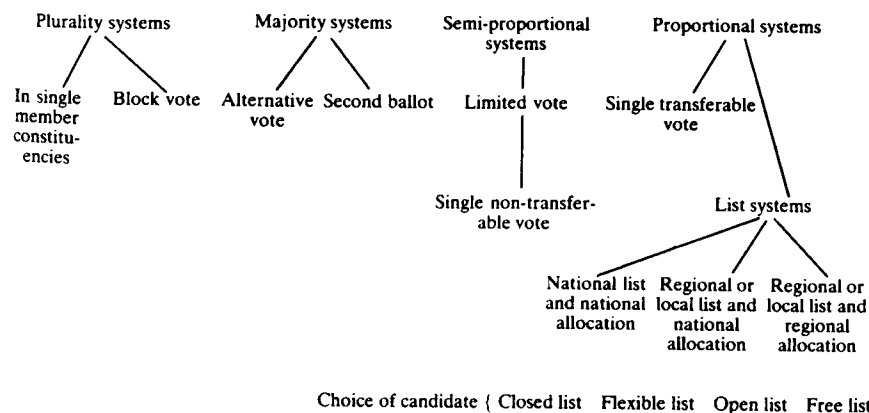 Plurality systems
In single
member
constitu-
encies
Block vote
Majority systems
Alternative
vote
Second ballot
Semi-proportional
systems
Limited vote
Single non-transfer-
able vote
Proportional systems
Single transferable
vote
List systems
National list
and national
allocation
Regional or
local list and
national
allocation
Regional or
local list and
regional
allocation
Choice of candidate { Closed list Flexible list Open list Free list